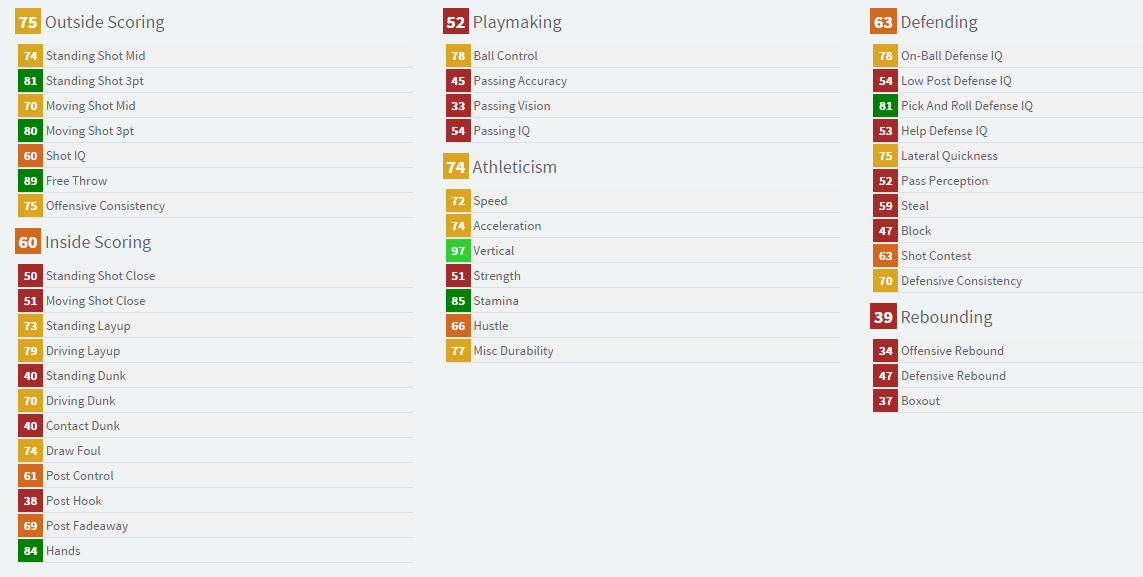 75 Outside Scoring
74 Standing Shot Mid
81 Standing Shot 3pt
70 Moving Shot Mid
80 Moving Shot 3pt
60 Shot IQ
89 Free Throw
75 Offensive Consistency
60 Inside Scoring
50 Standing Shot Close
51 Moving Shot Close
73 Standing Layup
79 Driving Layup
40 Standing Dunk
70 Driving Dunk
40 Contact Dunk
74 Draw Foul
61 Post Control
38 Post Hook
69 Post Fadeaway
84 Hands
52 Playmaking
78 Ball Control
45 Passing Accuracy
33 Passing Vision
54 Passing IQ
74 Athleticism
72 Speed
74 Acceleration
97 Vertical
51 Strength
85 Stamina
66 Hustle
77 Misc Durability
63 Defending
78 On-Ball Defense IQ
54 Low Post Defense IQ
81 Pick And Roll Defense IQ
53 Help Defense IQ
75 Lateral Quickness
52 Pass Perception
59 Steal
47 Block
63 Shot Contest
70 Defensive Consistency
39 Rebounding
34 Offensive Rebound
47 Defensive Rebound
37 Boxout